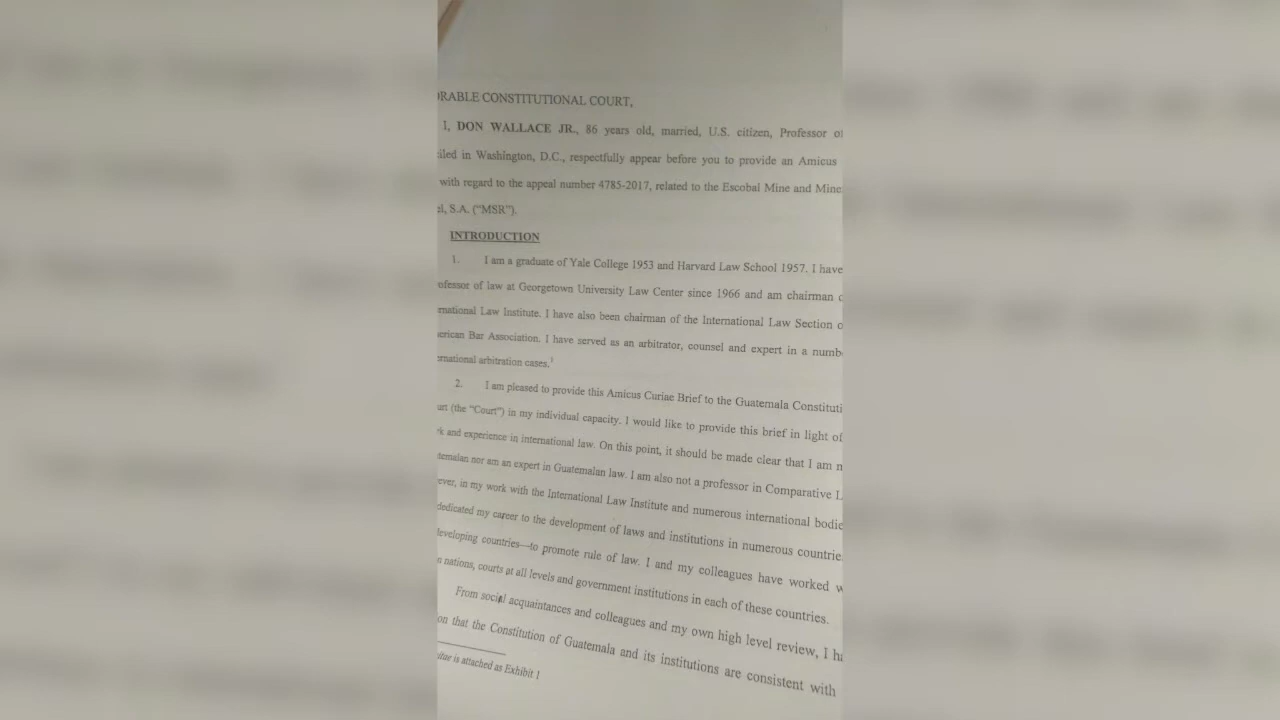 ORABLE CONSTITUTIONAL COURT,
I, DON WALLACE JR., 86 years old, married, U.S. citizen, Professor of
iled in Washington, D.C., respectfully appear before you to provide an Amicus
with regard to the appeal number 4785-2017, related to the Escobal Mine and Mine
el, S.A. ("MSR").
INTRODUCTION
1. I am a graduate of Yale College 1953 and Harvard Law School 1957. I have
ofessor of law at Georgetown University Law Center since 1966 and am chairman o
ernational Law Institute. I have also been chairman of the International Law Section o
erican Bar Association. I have served as an arbitrator, counsel and expert in a numb
ernational arbitration cases.1
2. I am pleased to provide this Amicus Curiae Brief to the Guatemala Constituti
urt (the "Court") in my individual capacity. I would like to provide this brief in light of
rk and experience in international law. On this point, it should be made clear that I am n
temalan nor am an expert in Guatemalan law. I am also not a professor in Comparative L
ever, in my work with the International Law Institute and numerous international bodie
dedicated my career to the development of laws and institutions in numerous countrie
developing countries—to promote rule of law. I and my colleagues have worked w
n nations, courts at all levels and government institutions in each of these countries.
From social acquaintances and colleagues and my own high level review, I ha
on that the Constitution of Guatemala and its institutions are consistent with
is attached as Exhibit 1